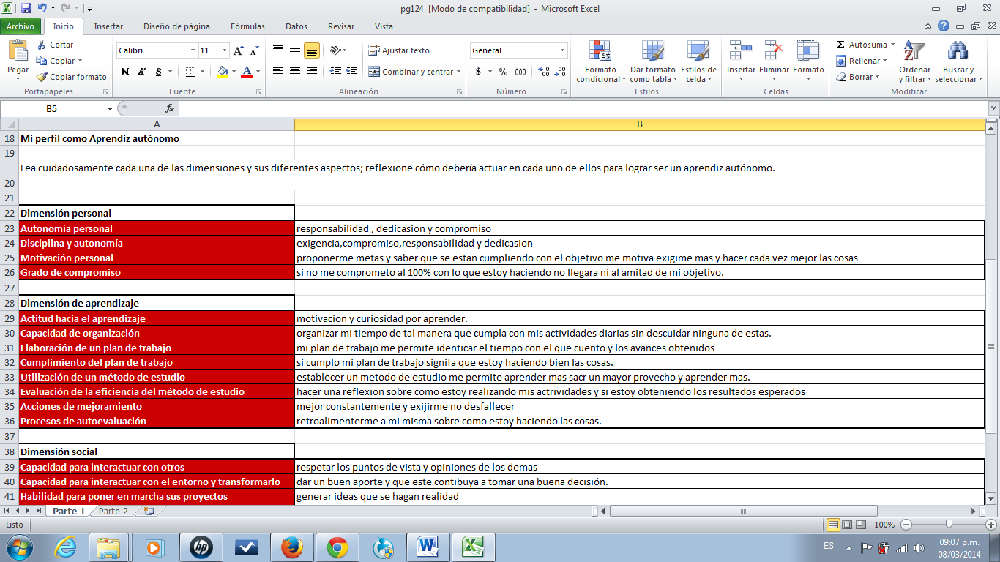 pg124 [Modo de compatibilidad] - Microsoft Excel
Archivo Inicio Insertar Diseño de página Fórmulas Datos Revisar Vista
Pegar
Cortar
Copiar
Copiar formato
Portapapeles
Calibri 11
N K S
Fuente
Ajustar texto
Combinar y centrar
Alineación
General
$ % 000
Número
Formato condicional
Dar formato como tabla
Estilos de celda
Estilos
Insertar Eliminar Formato
Celdas
Autosuma
Rellenar
Borrar
Ordenar y filtrar
Buscar y seleccionar
Modificar
B5 fx
A B
18 Mi perfil como Aprendiz autónomo
19
20 Lea cuidadosamente cada una de las dimensiones y sus diferentes aspectos; reflexione cómo debería actuar en cada uno de ellos para lograr ser un aprendiz autónomo.
21
22 Dimensión personal
23 Autonomía personal responsabilidad , dedicasion y compromiso
24 Disciplina y autonomía exigencia,compromiso,responsabilidad y dedicasion
25 Motivación personal proponerme metas y saber que se estan cumpliendo con el objetivo me motiva exigime mas y hacer cada vez mejor las cosas
26 Grado de compromiso si no me comprometo al 100% con lo que estoy haciendo no llegara ni al amitad de mi objetivo.
27
28 Dimensión de aprendizaje
29 Actitud hacia el aprendizaje motivacion y curiosidad por aprender.
30 Capacidad de organización organizar mi tiempo de tal manera que cumpla con mis actividades diarias sin descuidar ninguna de estas.
31 Elaboración de un plan de trabajo mi plan de trabajo me permite identicar el tiempo con el que cuento y los avances obtenidos
32 Cumplimiento del plan de trabajo si cumplo mi plan de trabajo signifa que estoy haciendo bien las cosas.
33 Utilización de un método de estudio establecer un metodo de estudio me permite aprender mas sacr un mayor provecho y aprender mas.
34 Evaluación de la eficiencia del método de estudio hacer una reflexion sobre como estoy realizando mis actrividades y si estoy obteniendo los resultados esperados
35 Acciones de mejoramiento mejor constantemente y exijirme no desfallecer
36 Procesos de autoevaluación retroalimenterme a mi misma sobre como estoy haciendo las cosas.
37
38 Dimensión social
39 Capacidad para interactuar con otros respetar los puntos de vista y opiniones de los demas
40 Capacidad para interactuar con el entorno y transformarlo dar un buen aporte y que este contibuya a tomar una buena decisión.
41 Habilidad para poner en marcha sus proyectos generar ideas que se hagan realidad
Parte 1 Parte 2
Listo 100%
ES 09:07 p.m.
08/03/2014